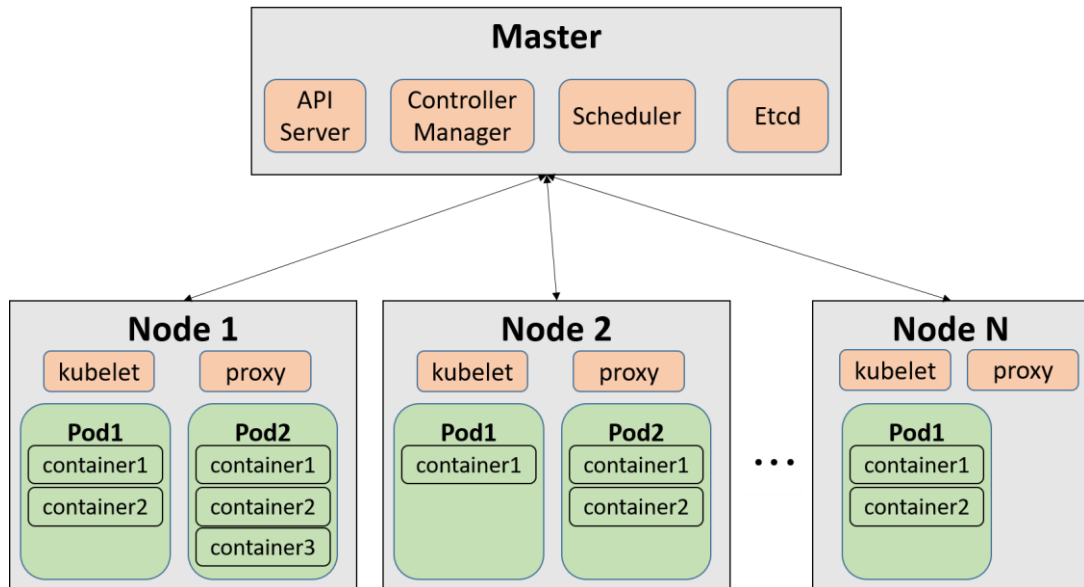 Master
API
Server
Controller
Manager
Scheduler
Etcd
Node 1
kubelet
proxy
Pod1
container1
container2
Pod2
container1
container2
container3
Node 2
kubelet
proxy
Pod1
container1
Pod2
container1
container2
...
Node N
kubelet
proxy
Pod1
container1
container2